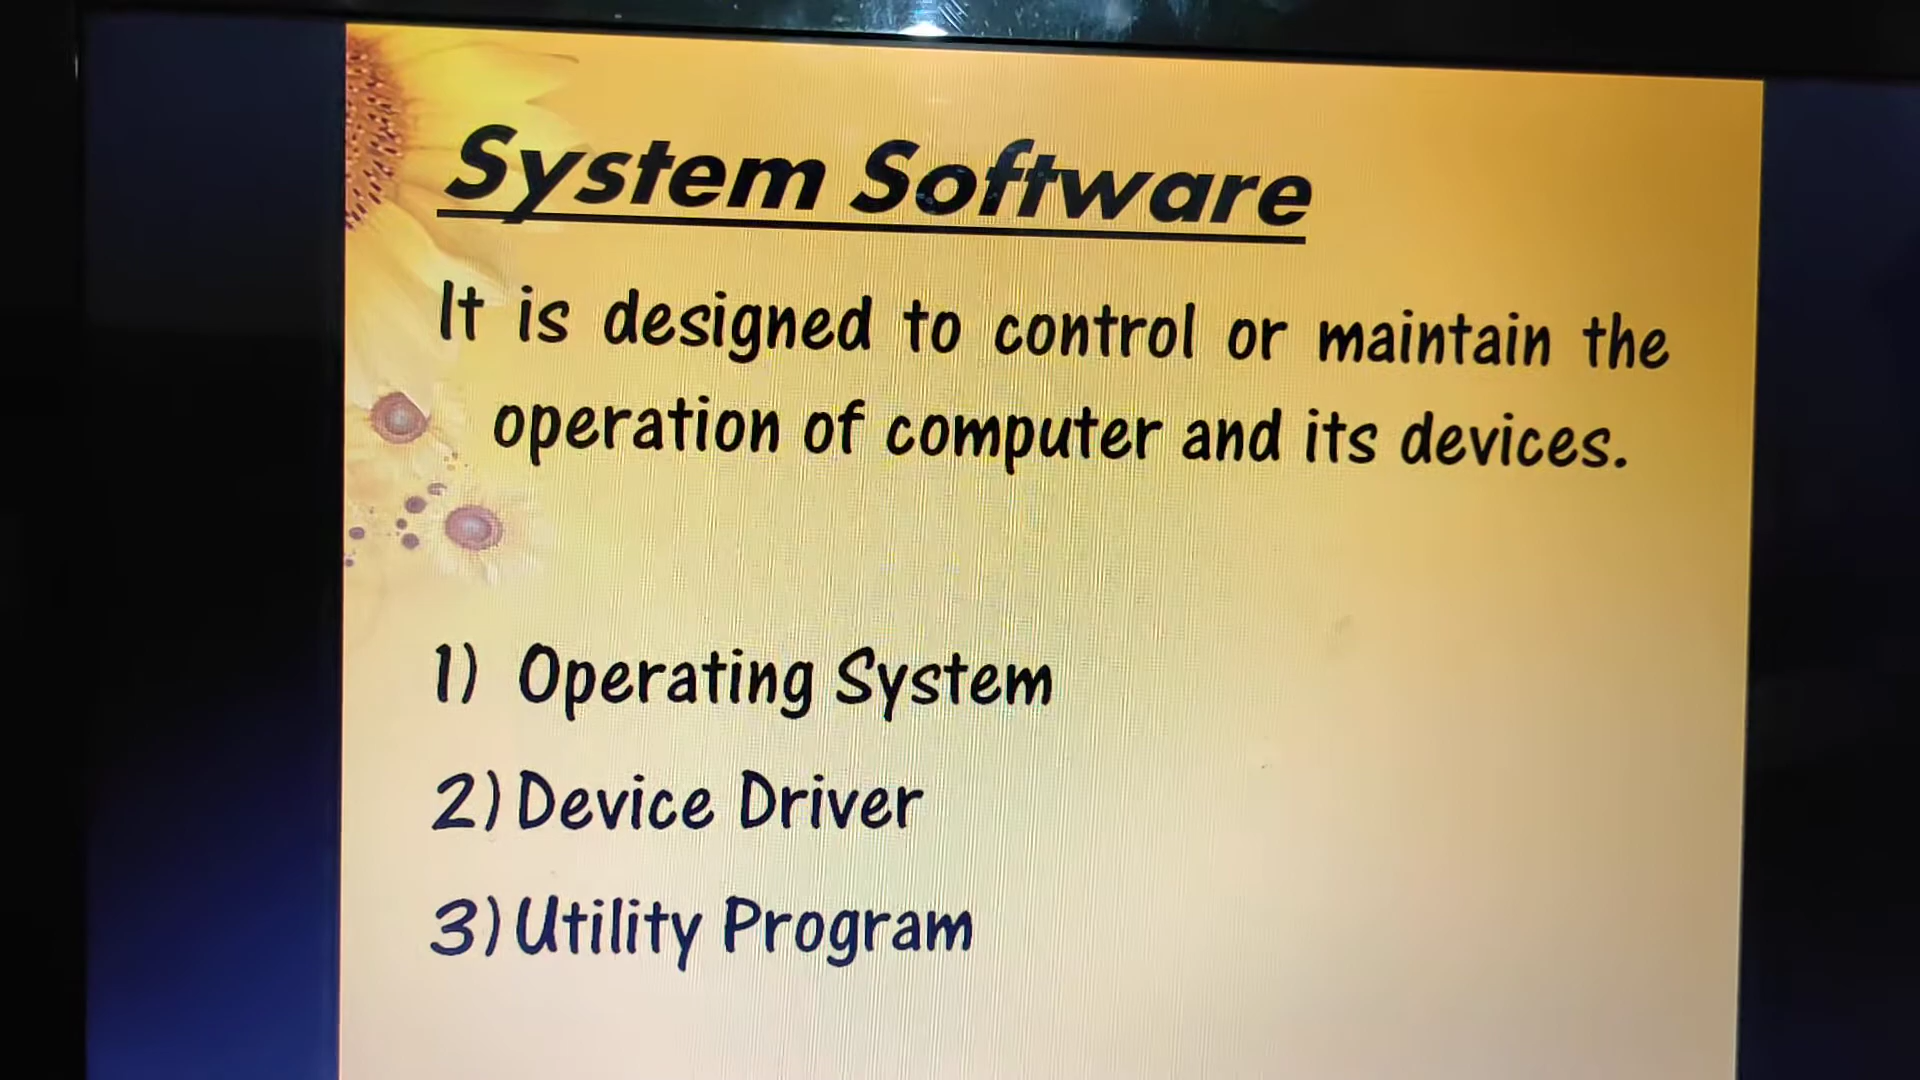 System Software
It is designed to control or maintain the
operation of computer and its devices.
1) Operating System
2) Device Driver
3) Utility Program